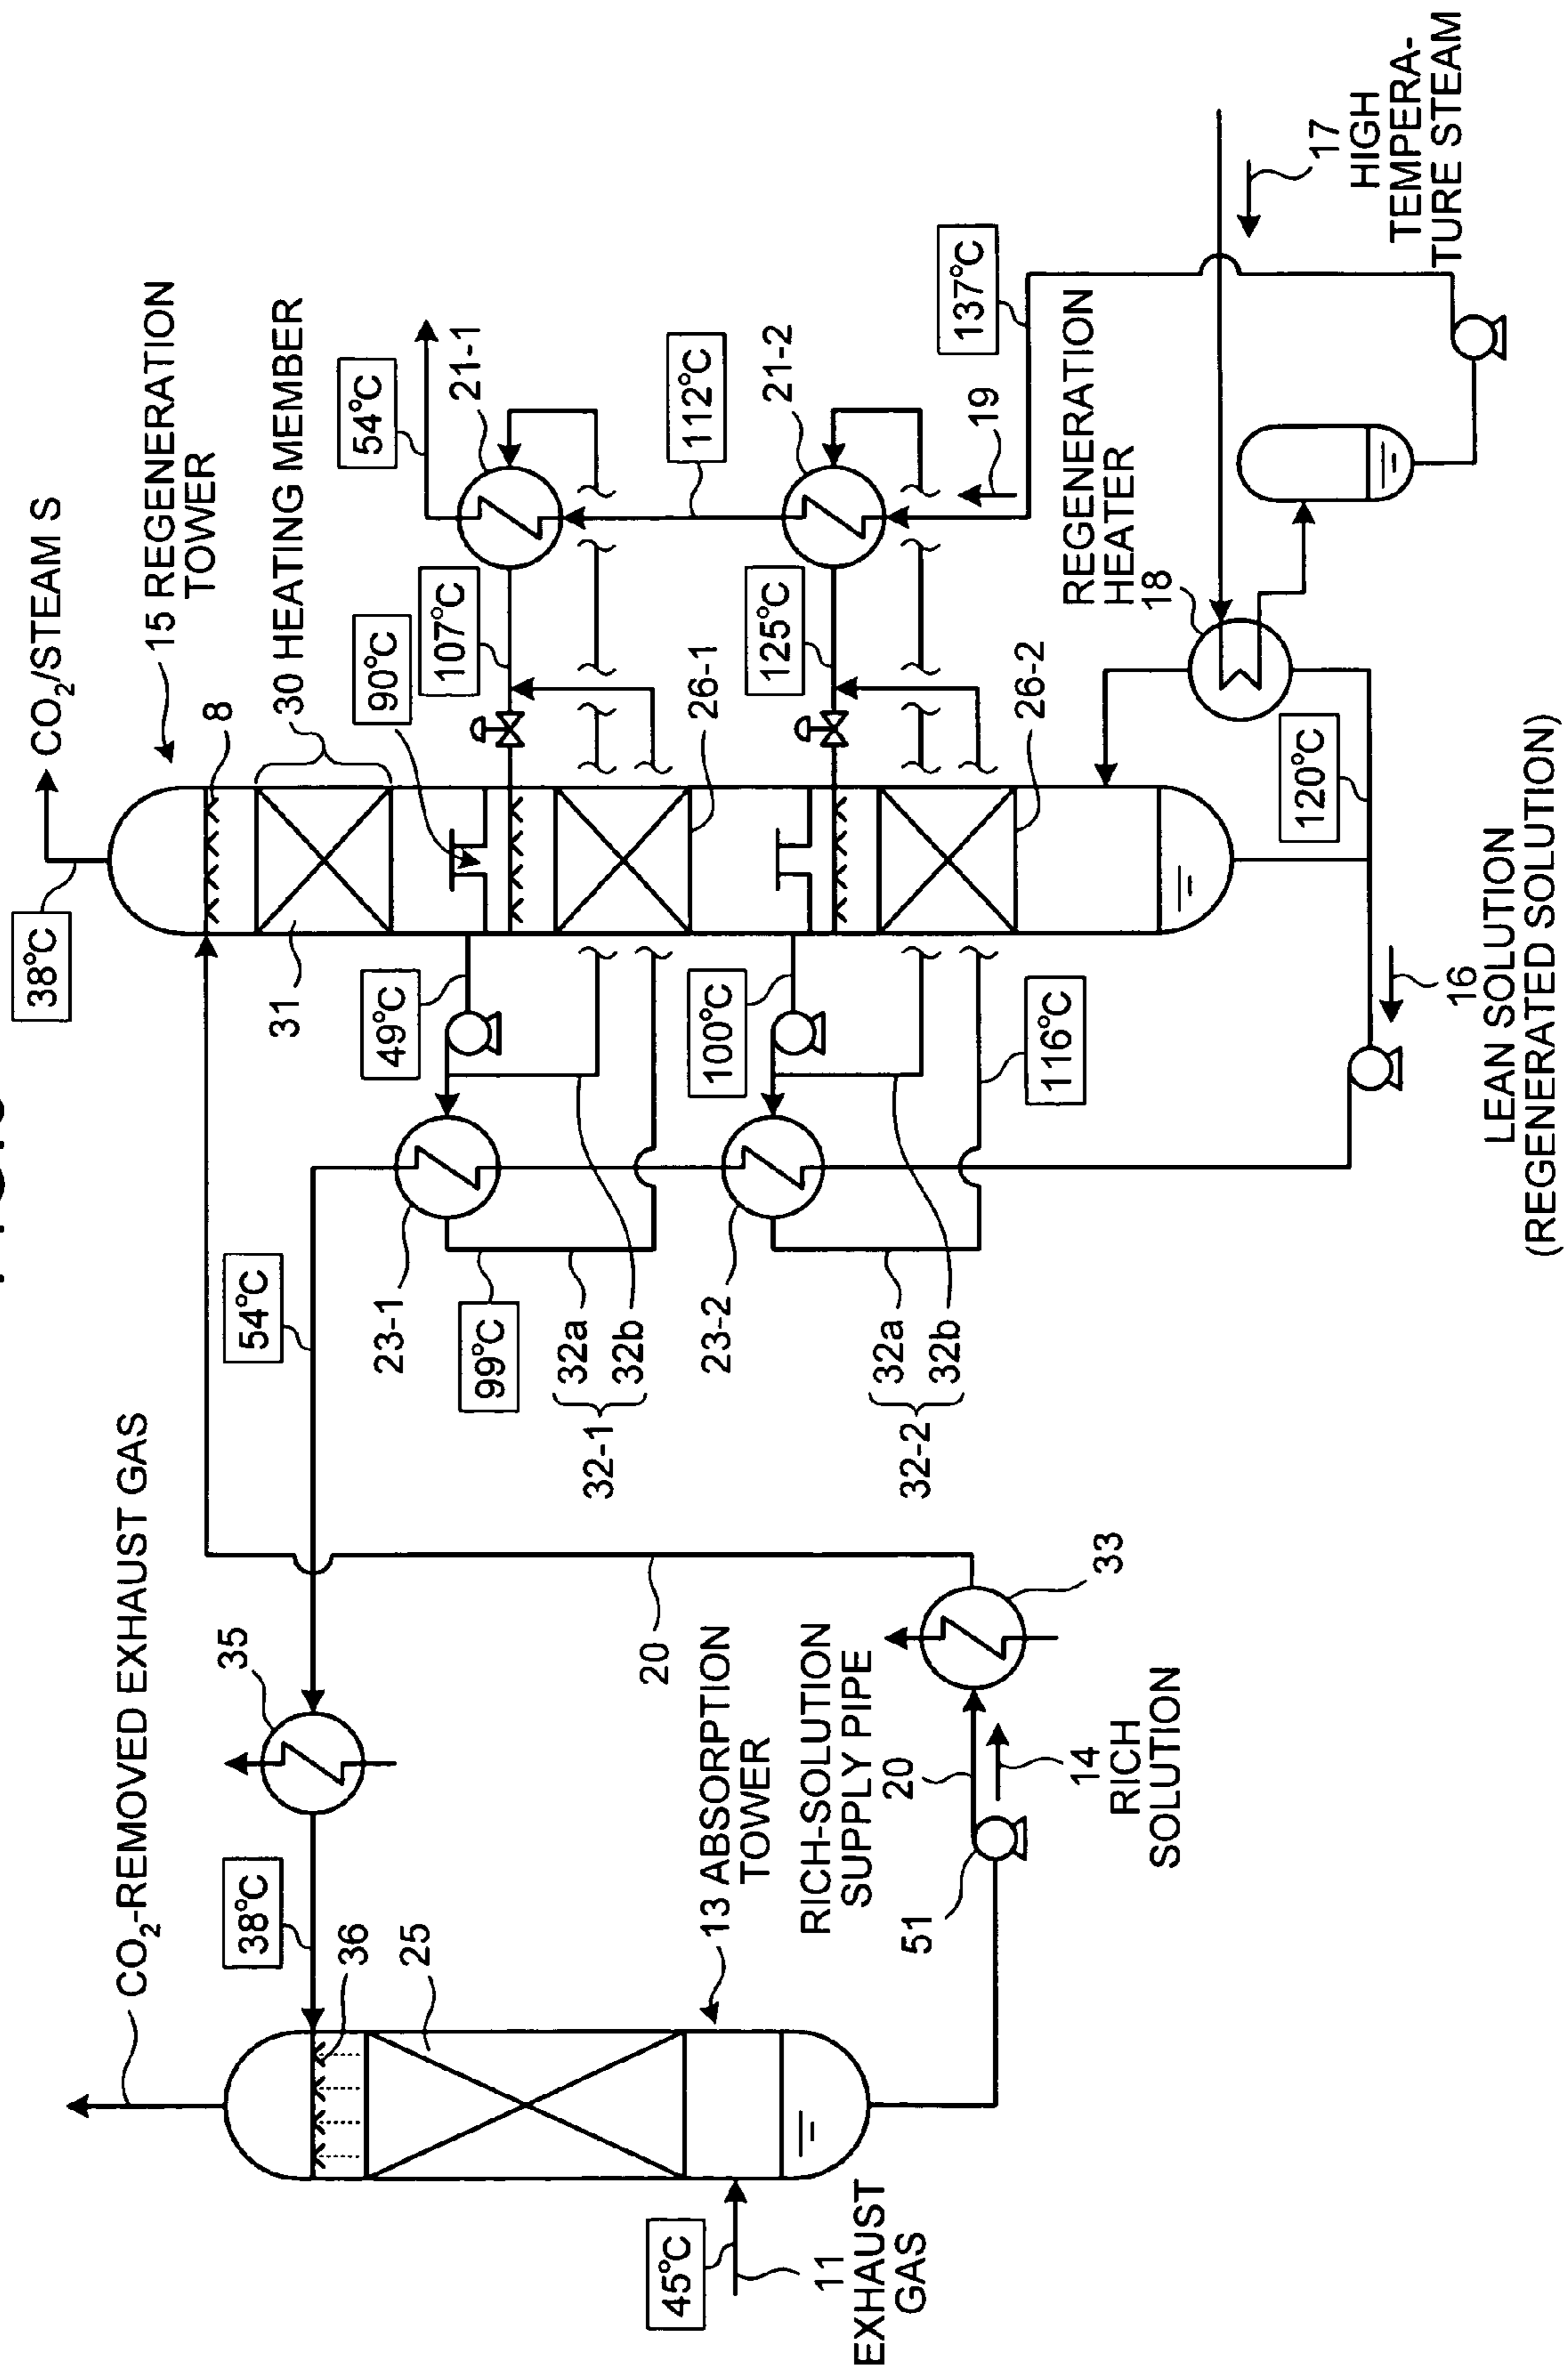 CO2-REMOVED EXHAUST GAS
CO2/STEAM S
38°C
15 REGENERATION
TOWER
8
30 HEATING MEMBER
31
90°C
54°C
21-1
107°C
49°C
26-1
112°C
21-2
125°C
100°C
26-2
137°C
19
116°C
REGENERATION
HEATER
18
120°C
17
HIGH
TEMPERA-
TURE STEAM
16
LEAN SOLUTION
(REGENERATED SOLUTION)
54°C
23-1
99°C
32a
32b
32-1
23-2
32a
32b
32-2
35
38°C
36
25
13 ABSORPTION
TOWER
20
33
RICH-SOLUTION
SUPPLY PIPE
20
51
14
RICH
SOLUTION
45°C
11
EXHAUST
GAS